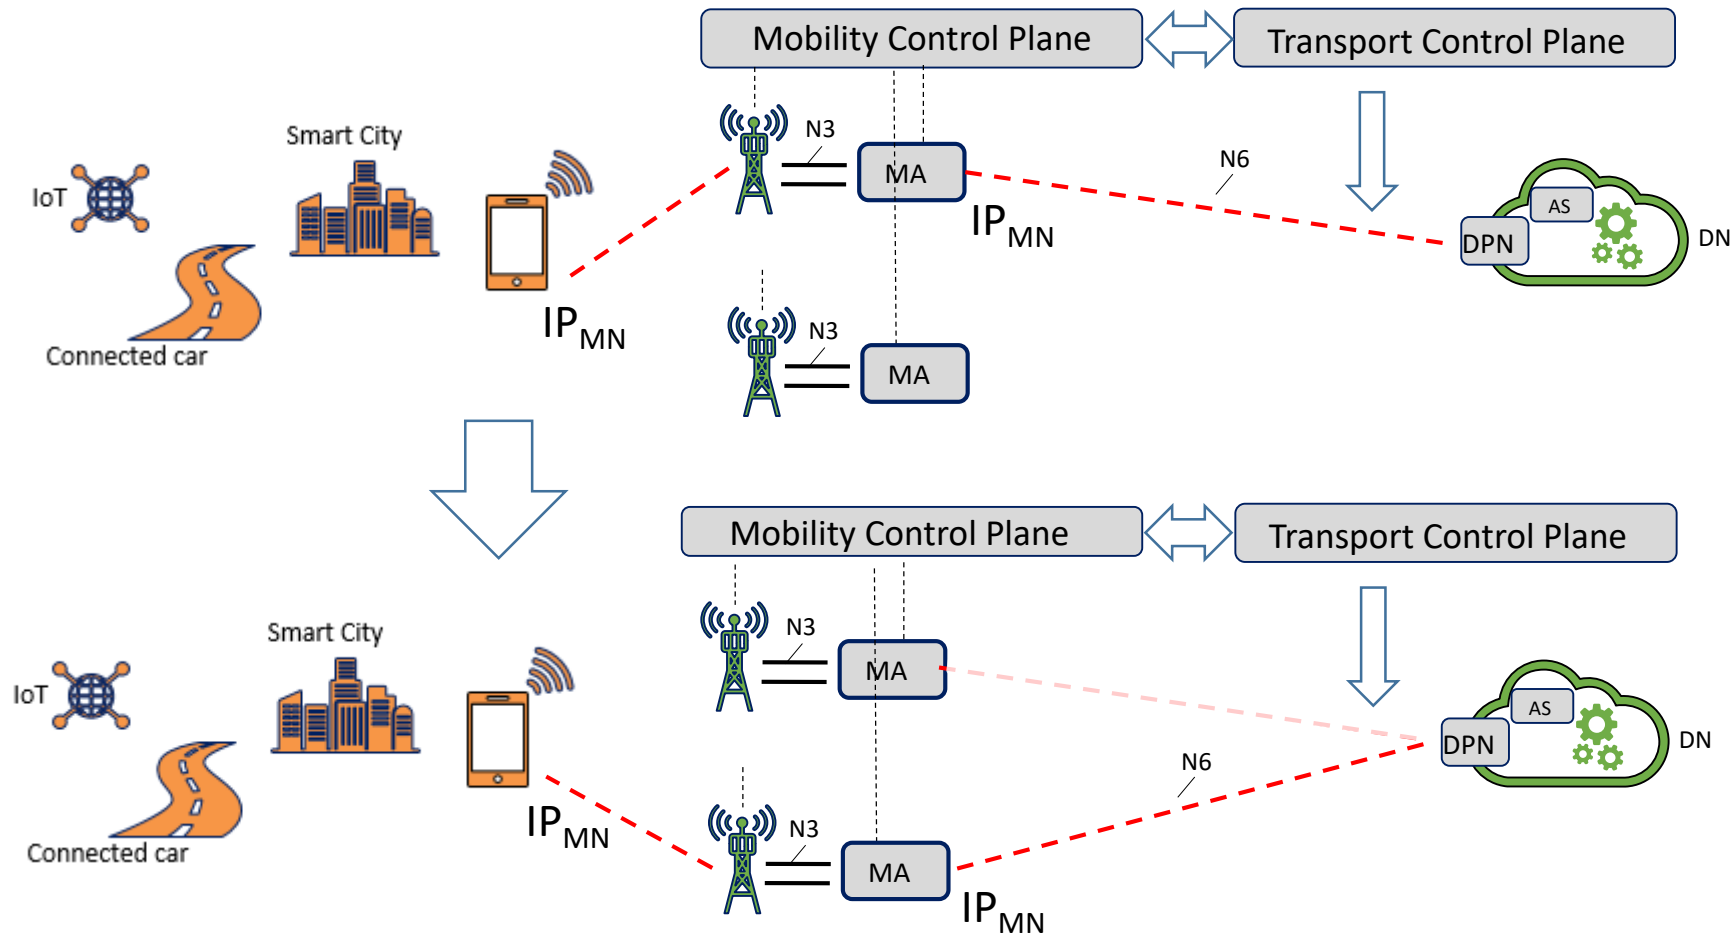 Mobility Control Plane
Transport Control Plane
Smart City
N3
IoT
MA
N6
AS
IPMN
DPN
DN
IPMN
Connected car
N3
MA
Mobility Control Plane
Transport Control Plane
Smart City
N3
IoT
MA
AS
DPN
DN
N6
IPMN
N3
Connected car
MA
IPMN